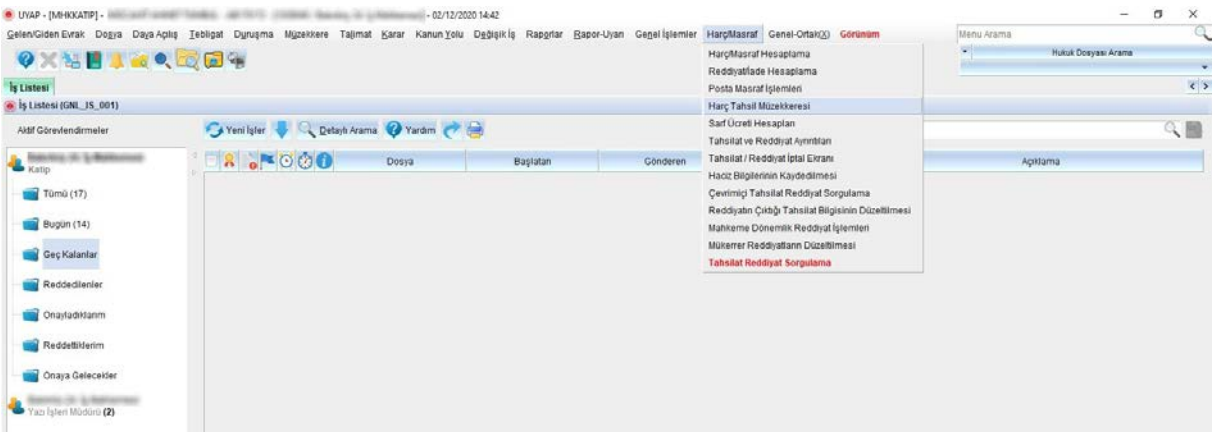 UYAP - [MHKKATIP] - - 02/12/2020 14:42
Gelen/Giden Evrak Dosya Dava Açılış Tebligat Duruşma Müzekkere Talimat Karar Kanun Yolu Değişik İş Raporlar Rapor-Uyarı Genel İşlemler Harç/Masraf Genel-Ortak(X) Görünüm Menu Arama
Hukuk Dosyası Arama
Harç/Masraf Hesaplama
Reddiyat/İade Hesaplama
Posta Masraf İşlemleri
Harç Tahsil Müzekkeresi
Sarf Ücreti Hesapları
Tahsilat ve Reddiyat Ayrıntıları
Tahsilat / Reddiyat İptal Ekranı
Haciz Bilgilerinin Kaydedilmesi
Çevrimiçi Tahsilat Reddiyat Sorgulama
Reddiyatın Çıktığı Tahsilat Bilgisinin Düzeltilmesi
Mahkeme Dönemlik Reddiyat İşlemleri
Mükerrer Reddiyatların Düzeltilmesi
Tahsilat Reddiyat Sorgulama
İş Listesi
İş Listesi (GNL_IS_001)
Aktif Görevlendirmeler
Yeni İşler Detaylı Arama Yardım
Dosya Başlatan Gönderen Açıklama
Katip
Tümü (17)
Bugün (14)
Geç Kalanlar
Reddedilenler
Onayladıklarım
Reddettiklerim
Onaya Gelecekler
Yazı İşleri Müdürü (2)